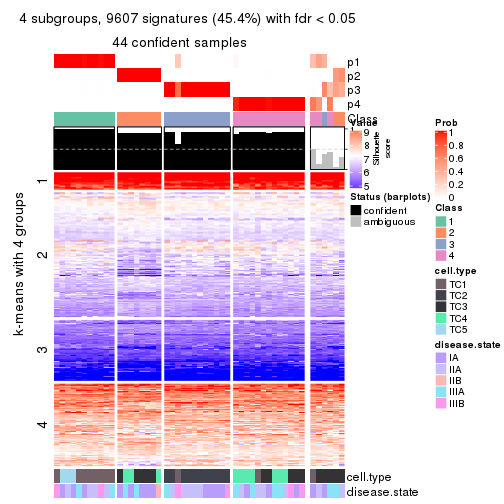 4 subgroups, 9607 signatures (45.4%) with fdr < 0.05
44 confident samples
p1
p2
p3
p4
Class
k-means with 4 groups
1
2
3
4
cell.type
disease.state
Value
9
8
7
6
5
Silhouette
score
Status (barplots)
confident
ambiguous
Prob
1
0.8
0.6
0.4
0.2
0
Class
1
2
3
4
cell.type
TC1
TC2
TC3
TC4
TC5
disease.state
IA
IIA
IIB
IIIA
IIIB